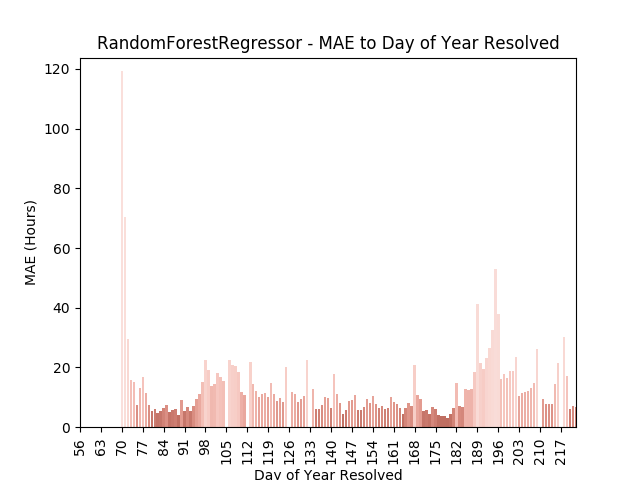 RandomForestRegressor - MAE to Day of Year Resolved
MAE (Hours)
120
100
80
60
40
20
0
56 63 70 77 84 91 98 105 112 119 126 133 140 147 154 161 168 175 182 189 196 203 210 217
Day of Year Resolved